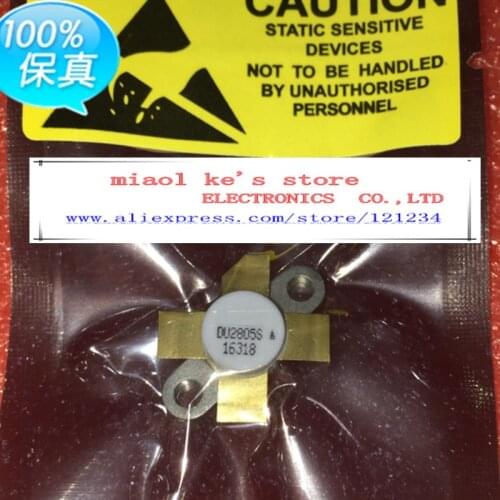 100%
保真
CAUTION
STATIC SENSITIVE
DEVICES
NOT TO BE HANDLED
BY UNAUTHORISED
PERSONNEL
miaol ke's store
ELECTRONICS CO.,LTD
www.aliexpress.com/store/121234
DU2805S
16318